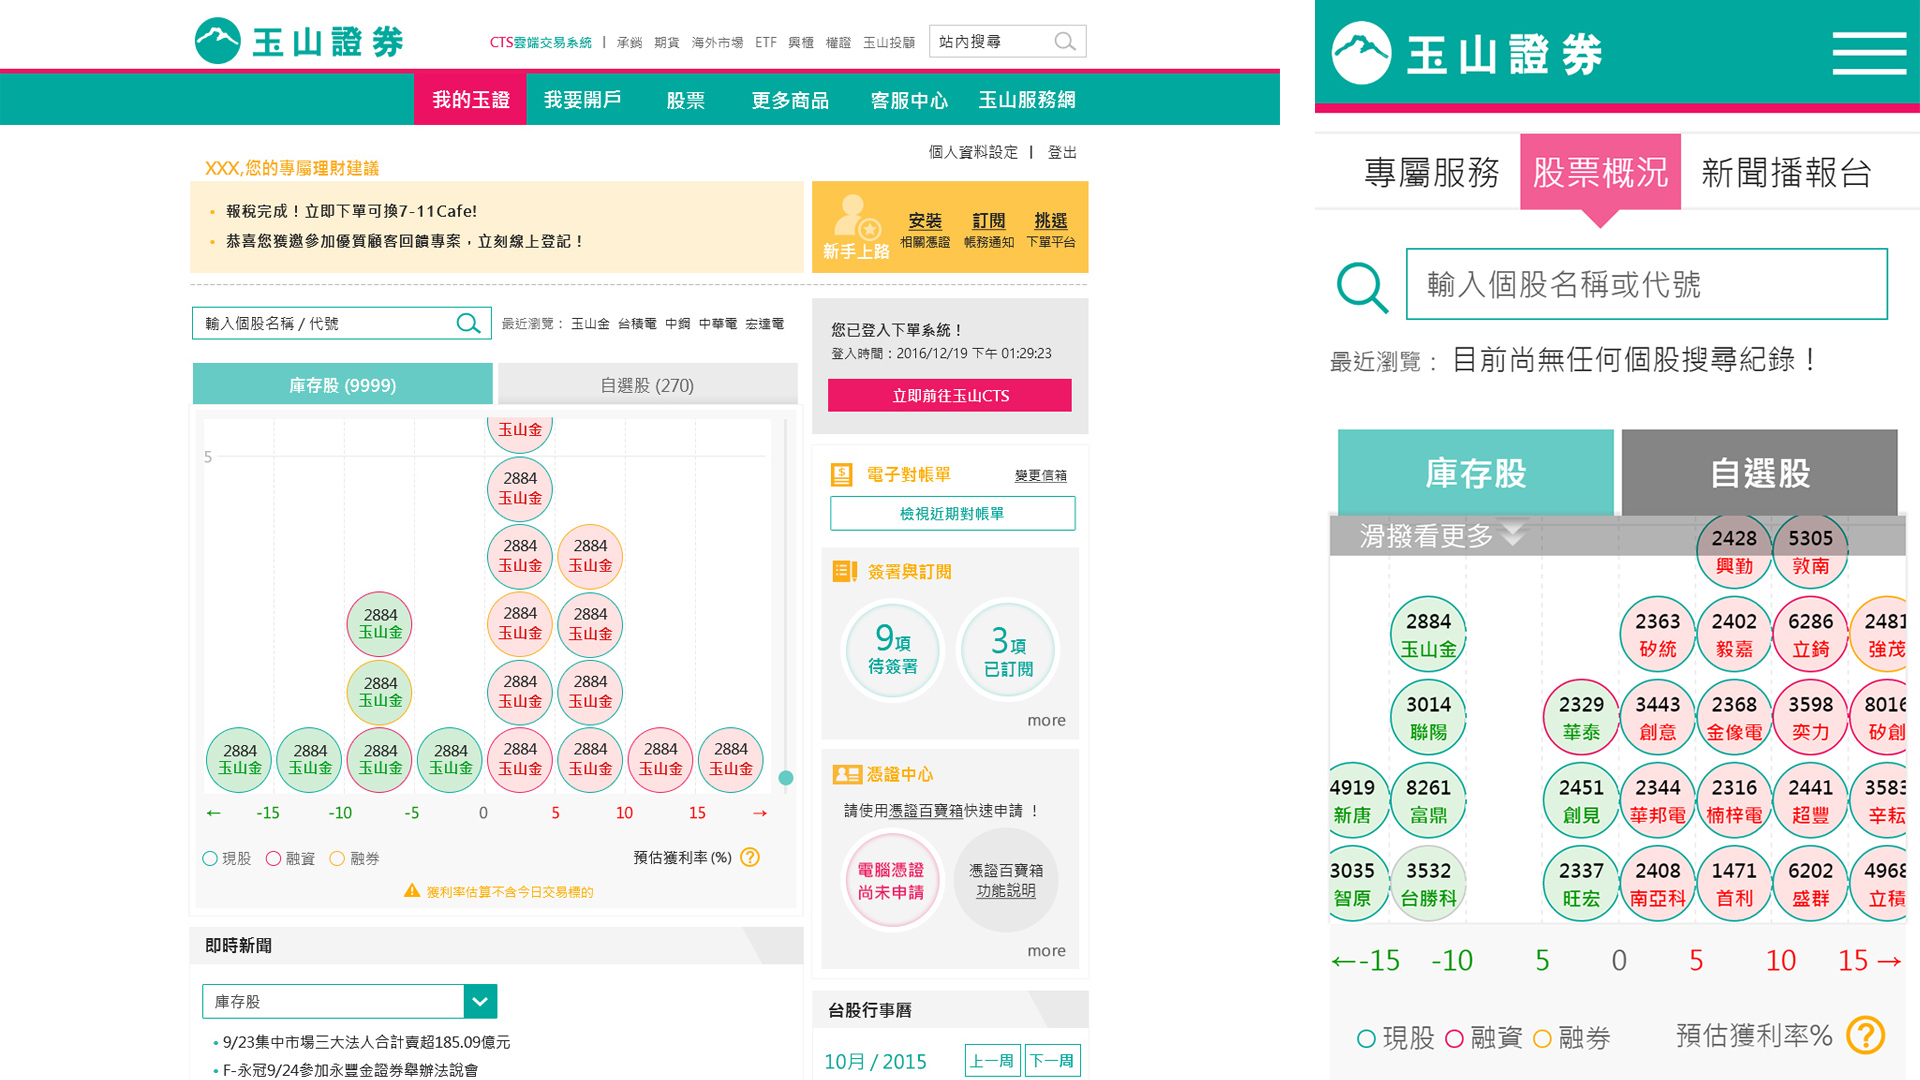 玉山證券
CTS雲端交易系統 | 承銷 期貨 海外市場 ETF 興櫃 權證 玉山投顧
站內搜尋
我的玉證 我要開戶 股票 更多商品 客服中心 玉山服務網
個人資料設定 | 登出
XXX,您的專屬理財建議
• 報稅完成！立即下單可換7-11Cafe!
• 恭喜您獲邀參加優質顧客回饋專案，立刻線上登記！
新手上路
安裝 訂閱 挑選
相關憑證 帳務通知 下單平台
輸入個股名稱 / 代號
最近瀏覽： 玉山金 台積電 中鋼 中華電 宏達電
庫存股 (9999) 自選股 (270)
5
玉山金
2884
玉山金
2884 2884
玉山金 玉山金
2884 2884 2884
玉山金 玉山金 玉山金
2884 2884 2884
玉山金 玉山金 玉山金
2884 2884 2884 2884 2884 2884 2884 2884
玉山金 玉山金 玉山金 玉山金 玉山金 玉山金 玉山金 玉山金
← -15 -10 -5 0 5 10 15 →
現股 融資 融券 預估獲利率(%) ?
獲利率估算不含今日交易標的
即時新聞
庫存股
• 9/23集中市場三大法人合計賣超185.09億元
• F-永冠9/24參加永豐金證券舉辦法說會
您已登入下單系統！
登入時間：2016/12/19 下午 01:29:23
立即前往玉山CTS
電子對帳單 變更信箱
檢視近期對帳單
簽署與訂閱
9項 3項
待簽署 已訂閱
more
憑證中心
請使用憑證百寶箱快速申請 ！
電腦憑證 憑證百寶箱
尚未申請 功能說明
more
台股行事曆
10月 / 2015 上一周 下一周
玉山證券
專屬服務 股票概況 新聞播報台
輸入個股名稱或代號
最近瀏覽： 目前尚無任何個股搜尋紀錄！
庫存股 自選股
滑撥看更多
2428 5305
興勤 敦南
2884 2363 2402 6286 2481
玉山金 矽統 毅嘉 立錡 強茂
3014 2329 3443 2368 3598 8016
聯陽 華泰 創意 金像電 奕力 矽創
4919 8261 2451 2344 2316 2441 3583
新唐 富鼎 創見 華邦電 楠梓電 超豐 辛耘
3035 3532 2337 2408 1471 6202 4968
智原 台勝科 旺宏 南亞科 首利 盛群 立積
←-15 -10 5 0 5 10 15 →
現股 融資 融券 預估獲利率% ?